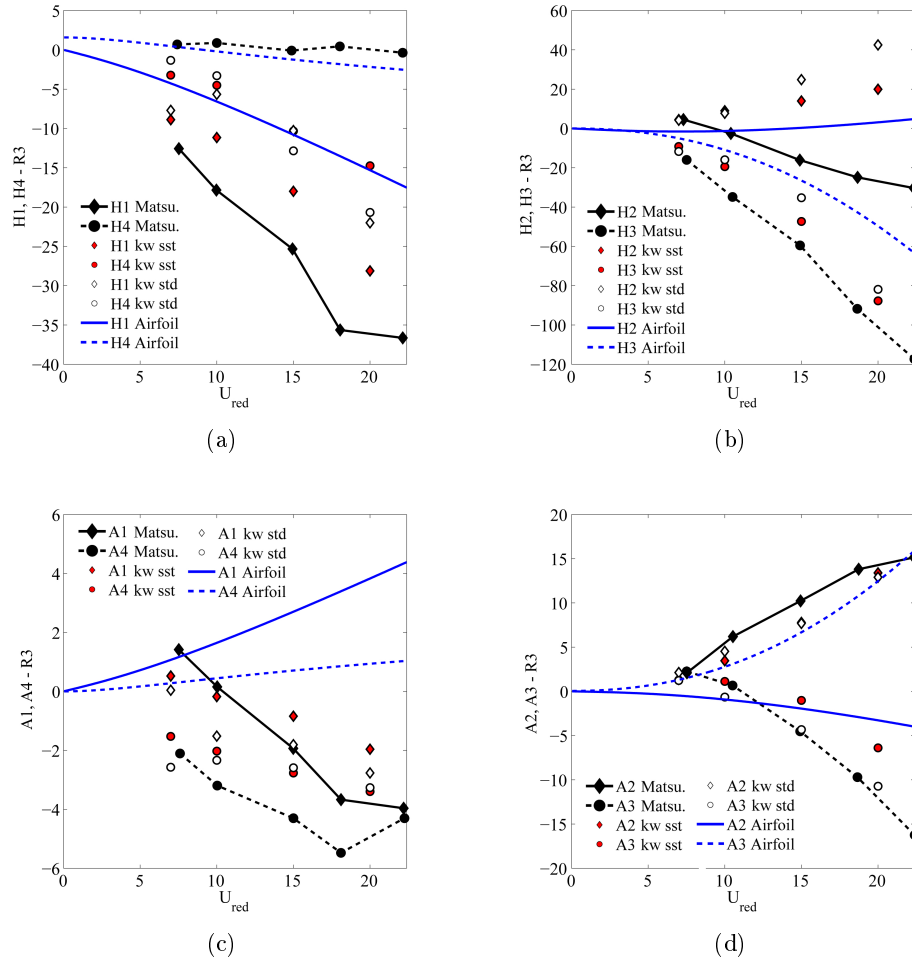 5
0
−5
−10
−15
−20
−25
−30
−35
−40
H1, H4 - R3
H1 Matsu.
H4 Matsu.
H1 kw sst
H4 kw sst
H1 kw std
H4 kw std
H1 Airfoil
H4 Airfoil
0 5 10 15 20
U_red
(a)
60
40
20
0
−20
−40
−60
−80
−100
−120
H2, H3 - R3
H2 Matsu.
H3 Matsu.
H2 kw sst
H3 kw sst
H2 kw std
H3 kw std
H2 Airfoil
H3 Airfoil
0 5 10 15 20
U_red
(b)
6
4
2
0
−2
−4
−6
A1, A4 - R3
A1 Matsu. A1 kw std
A4 Matsu. A4 kw std
A1 kw sst A1 Airfoil
A4 kw sst A4 Airfoil
0 5 10 15 20
U_red
(c)
20
15
10
5
0
−5
−10
−15
−20
A2, A3 - R3
A2 Matsu. A2 kw std
A3 Matsu. A3 kw std
A2 kw sst A2 Airfoil
A3 kw sst A3 Airfoil
0 5 10 15 20
U_red
(d)